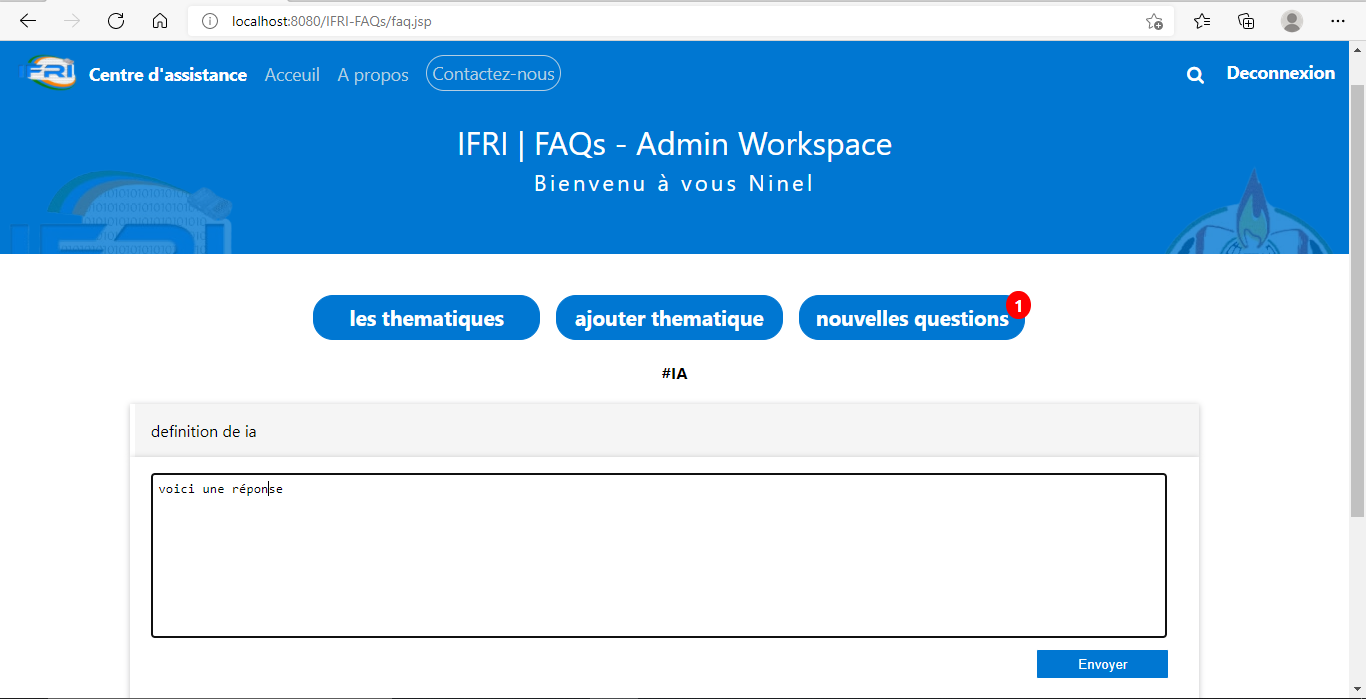 localhost:8080/IFRI-FAQs/faq.jsp
IFRI Centre d'assistance Acceuil A propos Contactez-nous Deconnexion
IFRI | FAQs - Admin Workspace
Bienvenu à vous Ninel
les thematiques ajouter thematique nouvelles questions 1
#IA
definition de ia
voici une réponse
Envoyer